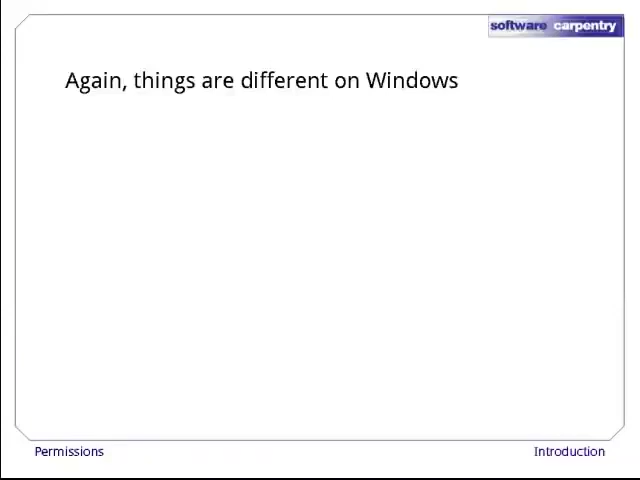 software carpentry
Again, things are different on Windows
Permissions
Introduction